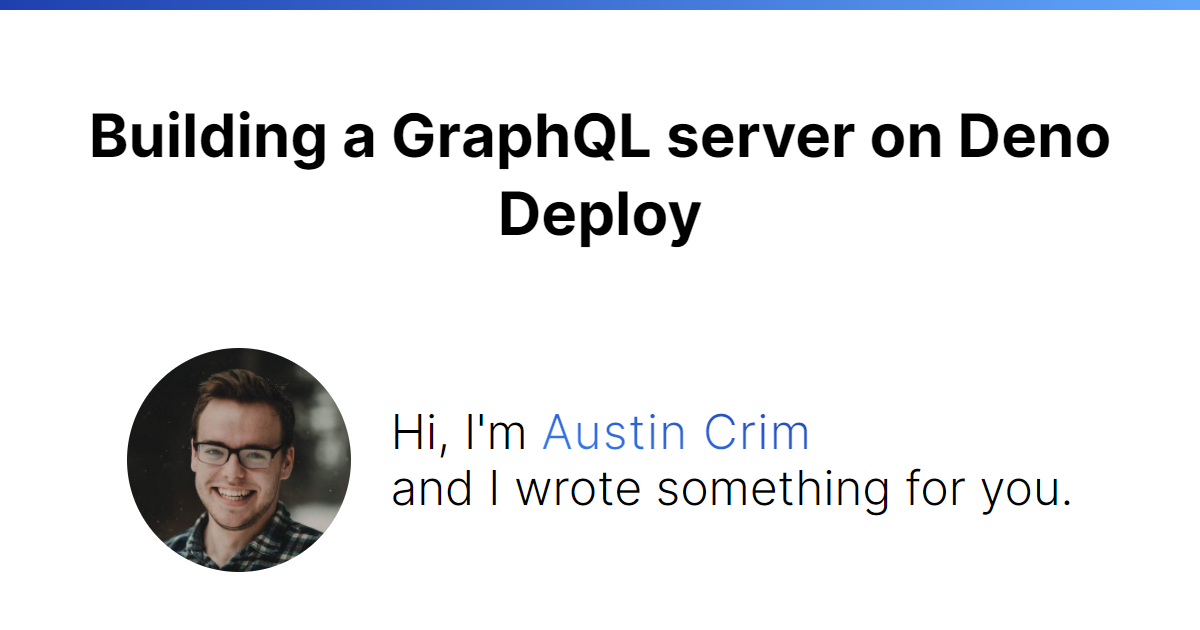 Building a GraphQL server on Deno
Deploy
Hi, I'm Austin Crim
and I wrote something for you.